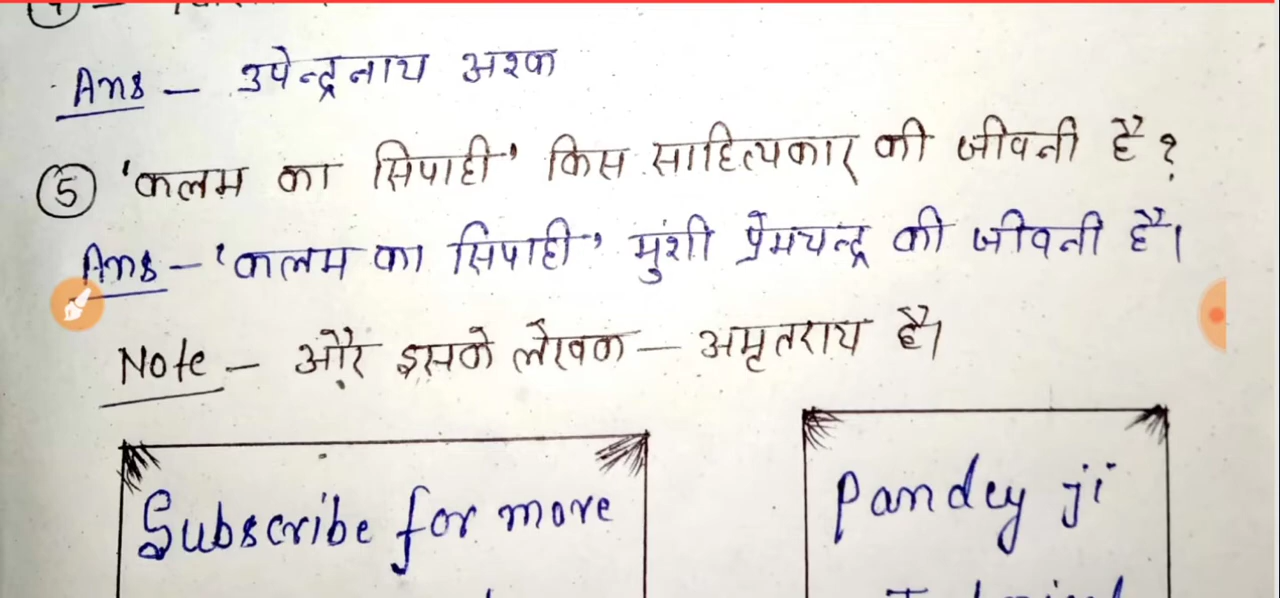 ④ –
Ans – उपेन्द्रनाथ अश्क
⑤ 'कलम का सिपाही' किस साहित्यकार की जीवनी है ?
Ans – 'कलम का सिपाही' मुंशी प्रेमचन्द्र की जीवनी है।
Note – और इसके लेखक – अमृतराय है।
Subscribe for more
Pandey ji